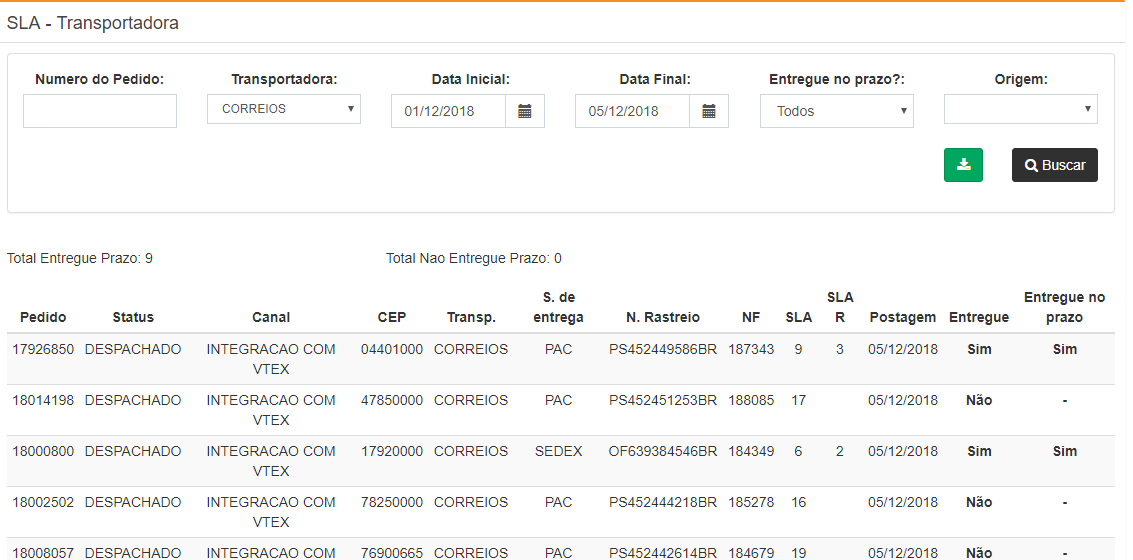 SLA - Transportadora
Numero do Pedido: Transportadora: Data Inicial: Data Final: Entregue no prazo?: Origem:
CORREIOS 01/12/2018 05/12/2018 Todos
Buscar
Total Entregue Prazo: 9 Total Nao Entregue Prazo: 0
Pedido Status Canal CEP Transp. S. de entrega N. Rastreio NF SLA SLA R Postagem Entregue Entregue no prazo
17926850 DESPACHADO INTEGRACAO COM VTEX 04401000 CORREIOS PAC PS452449586BR 187343 9 3 05/12/2018 Sim Sim
18014198 DESPACHADO INTEGRACAO COM VTEX 47850000 CORREIOS PAC PS452451253BR 188085 17 05/12/2018 Não -
18000800 DESPACHADO INTEGRACAO COM VTEX 17920000 CORREIOS SEDEX OF639384546BR 184349 6 2 05/12/2018 Sim Sim
18002502 DESPACHADO INTEGRACAO COM VTEX 78250000 CORREIOS PAC PS452444218BR 185278 16 05/12/2018 Não -
18008057 DESPACHADO INTEGRACAO COM 76900665 CORREIOS PAC PS452442614BR 184679 19 05/12/2018 Não -